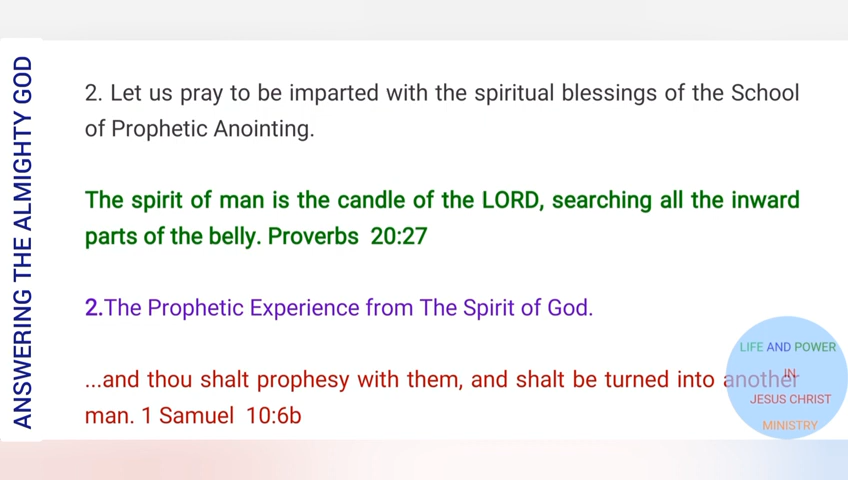 ANSWERING THE ALMIGHTY GOD
2. Let us pray to be imparted with the spiritual blessings of the School
of Prophetic Anointing.
The spirit of man is the candle of the LORD, searching all the inward
parts of the belly. Proverbs 20:27
2.The Prophetic Experience from The Spirit of God.
...and thou shalt prophesy with them, and shalt be turned into another
man. 1 Samuel 10:6b
LIFE AND POWER
IN
JESUS CHRIST
MINISTRY